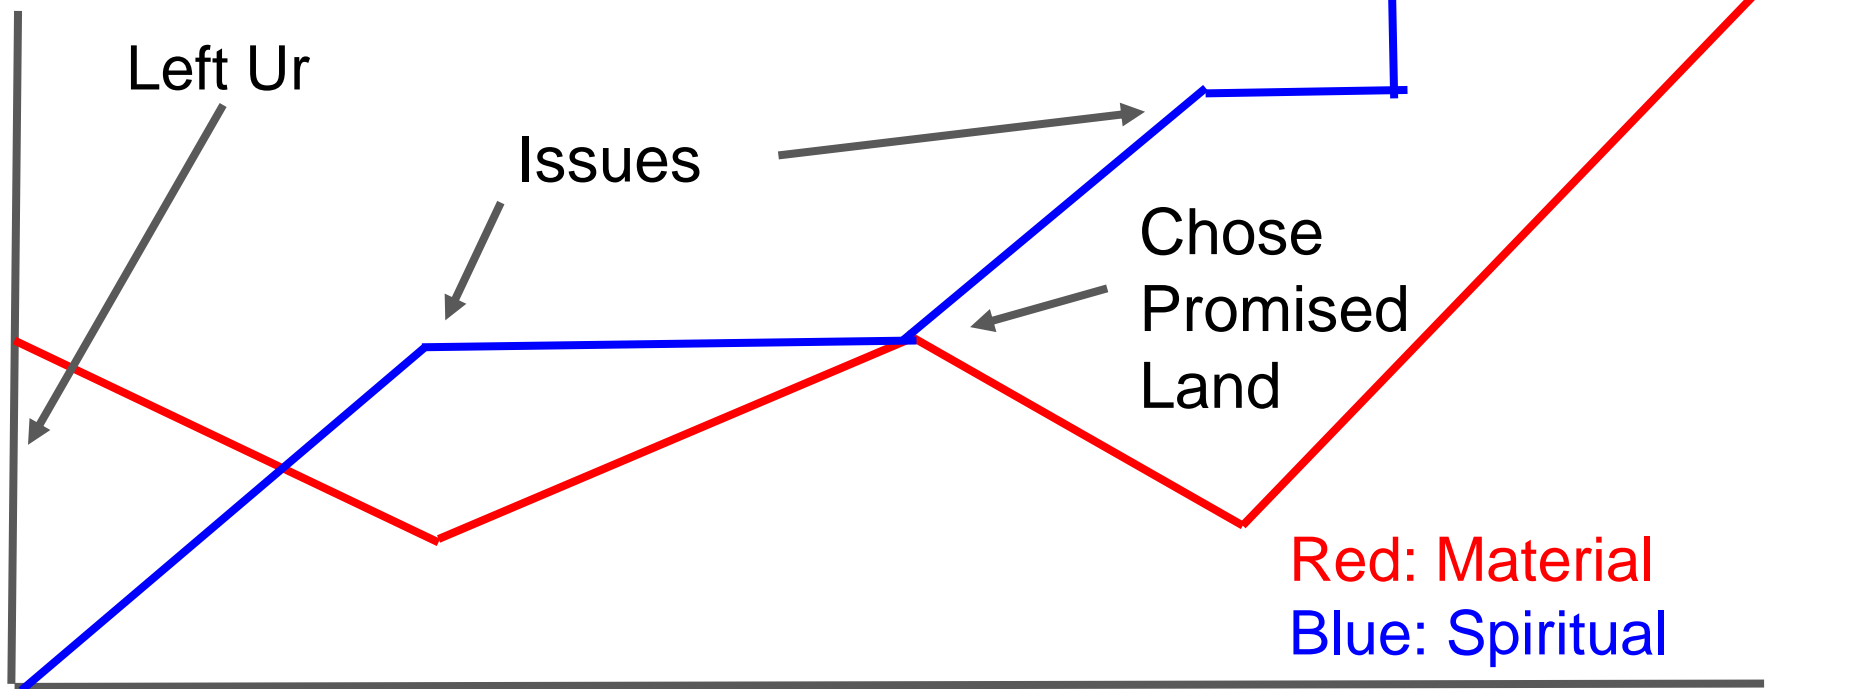 Left Ur
Issues
Chose
Promised
Land
Red: Material
Blue: Spiritual